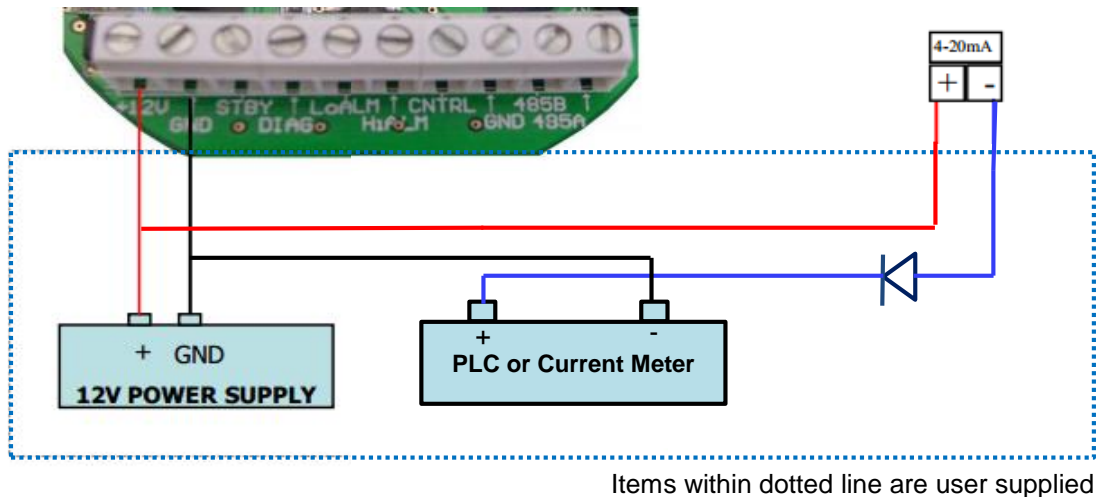 4-20mA
+ -
+12V STBY ↑ LoALM ↑ CNTRL ↑ 485B ↑
GND DIAG HiALM GND 485A
+ GND
12V POWER SUPPLY
+ -
PLC or Current Meter
Items within dotted line are user supplied